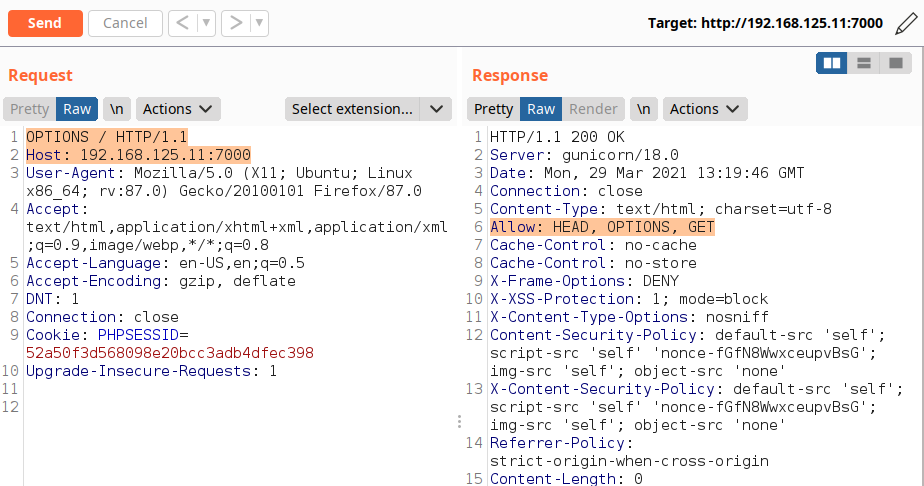 Send Cancel < ▼ > ▼ Target: http://192.168.125.11:7000
Request
Pretty Raw \n Actions Select extension...
1 OPTIONS / HTTP/1.1
2 Host: 192.168.125.11:7000
3 User-Agent: Mozilla/5.0 (X11; Ubuntu; Linux
x86_64; rv:87.0) Gecko/20100101 Firefox/87.0
4 Accept:
text/html,application/xhtml+xml,application/xml
;q=0.9,image/webp,*/*;q=0.8
5 Accept-Language: en-US,en;q=0.5
6 Accept-Encoding: gzip, deflate
7 DNT: 1
8 Connection: close
9 Cookie: PHPSESSID=
52a50f3d568098e20bcc3adb4dfec398
10 Upgrade-Insecure-Requests: 1
11
12
Response
Pretty Raw Render \n Actions
1 HTTP/1.1 200 OK
2 Server: gunicorn/18.0
3 Date: Mon, 29 Mar 2021 13:19:46 GMT
4 Connection: close
5 Content-Type: text/html; charset=utf-8
6 Allow: HEAD, OPTIONS, GET
7 Cache-Control: no-cache
8 Cache-Control: no-store
9 X-Frame-Options: DENY
10 X-XSS-Protection: 1; mode=block
11 X-Content-Type-Options: nosniff
12 Content-Security-Policy: default-src 'self';
script-src 'self' 'nonce-fGfN8WwxceupvBsG';
img-src 'self'; object-src 'none'
13 X-Content-Security-Policy: default-src 'self';
script-src 'self' 'nonce-fGfN8WwxceupvBsG';
img-src 'self'; object-src 'none'
14 Referrer-Policy:
strict-origin-when-cross-origin
15 Content-Length: 0